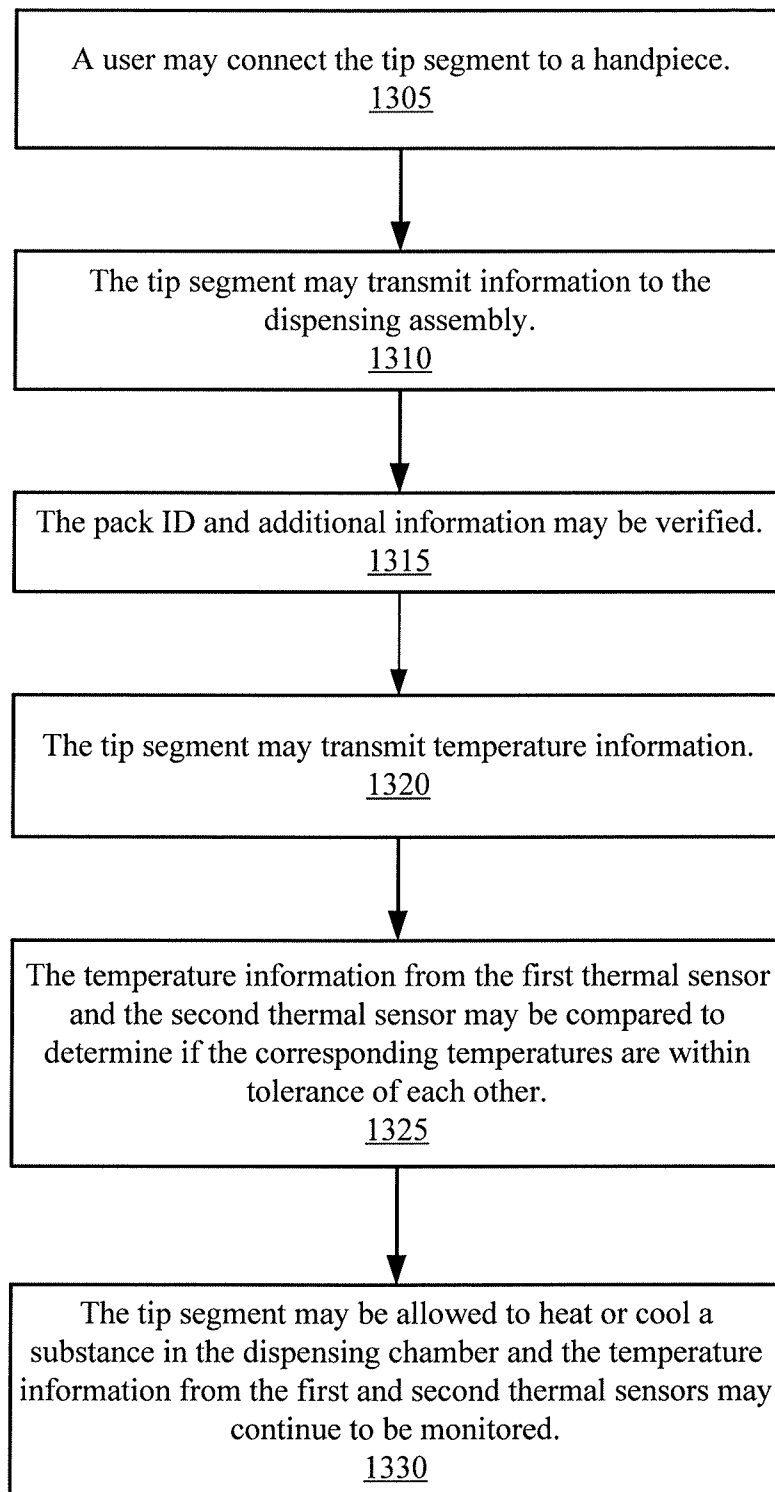 A user may connect the tip segment to a handpiece.
1305
The tip segment may transmit information to the
dispensing assembly.
1310
The pack ID and additional information may be verified.
1315
The tip segment may transmit temperature information.
1320
The temperature information from the first thermal sensor
and the second thermal sensor may be compared to
determine if the corresponding temperatures are within
tolerance of each other.
1325
The tip segment may be allowed to heat or cool a
substance in the dispensing chamber and the temperature
information from the first and second thermal sensors may
continue to be monitored.
1330